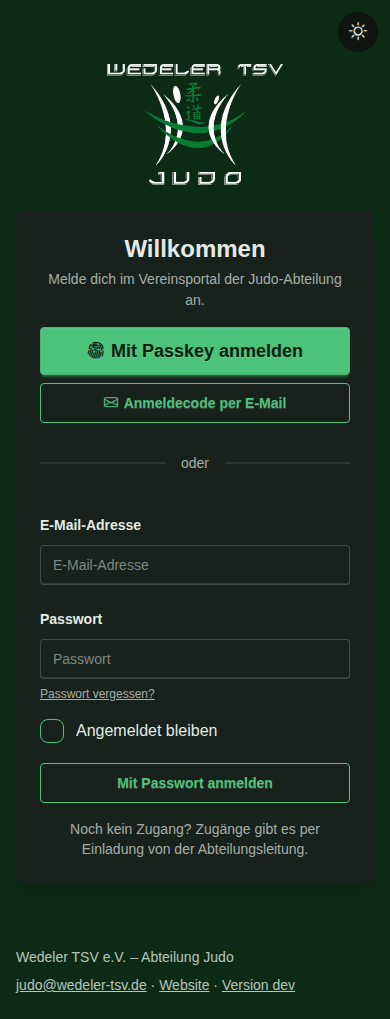 WEDELER TSV
柔
道
JUDO
Willkommen
Melde dich im Vereinsportal der Judo-Abteilung
an.
Mit Passkey anmelden
Anmeldecode per E-Mail
oder
E-Mail-Adresse
E-Mail-Adresse
Passwort
Passwort
Passwort vergessen?
Angemeldet bleiben
Mit Passwort anmelden
Noch kein Zugang? Zugänge gibt es per
Einladung von der Abteilungsleitung.
Wedeler TSV e.V. – Abteilung Judo
judo@wedeler-tsv.de · Website · Version dev